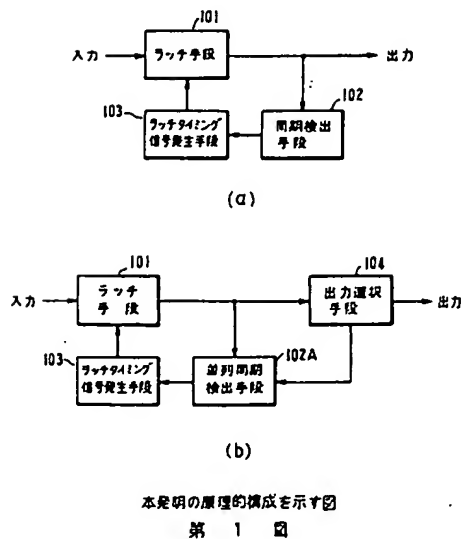 101
入力
ラッチ手段
出力
103
ラッチタイミング
信号発生手段
102
同期検出
手段
(a)
101
104
入力
ラッチ
手段
出力選択
手段
出力
103
ラッチタイミング
信号発生手段
102A
並列同期
検出手段
(b)
本発明の原理的構成を示す図
第 1 図